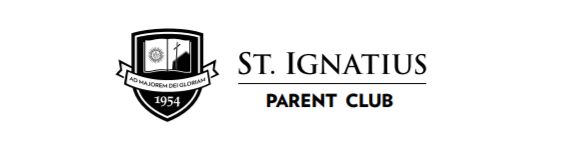 AD MAJOREM DEI GLORIAM
1954
St. Ignatius
PARENT CLUB